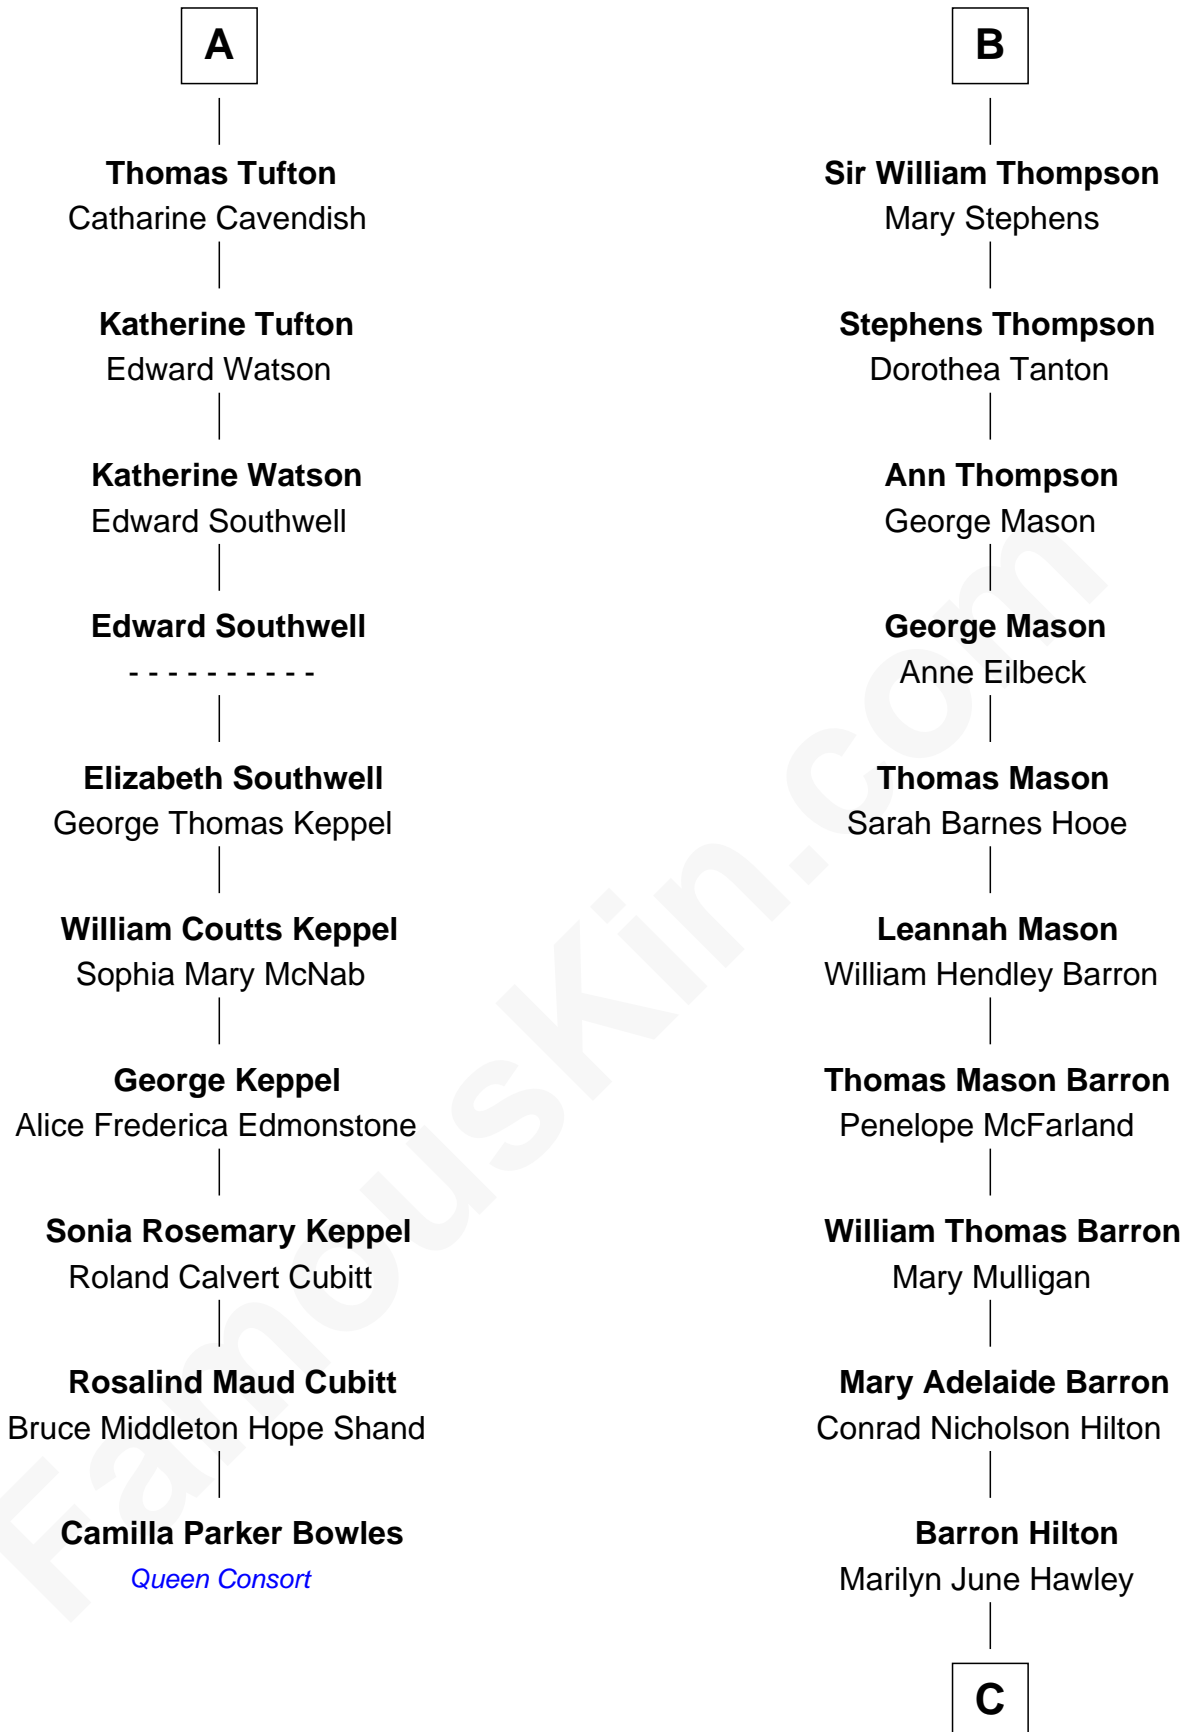 A
Thomas Tufton
Catharine Cavendish
Katherine Tufton
Edward Watson
Katherine Watson
Edward Southwell
Edward Southwell
- - - - - - - - - -
Elizabeth Southwell
George Thomas Keppel
William Coutts Keppel
Sophia Mary McNab
George Keppel
Alice Frederica Edmonstone
Sonia Rosemary Keppel
Roland Calvert Cubitt
Rosalind Maud Cubitt
Bruce Middleton Hope Shand
Camilla Parker Bowles
Queen Consort
B
Sir William Thompson
Mary Stephens
Stephens Thompson
Dorothea Tanton
Ann Thompson
George Mason
George Mason
Anne Eilbeck
Thomas Mason
Sarah Barnes Hooe
Leannah Mason
William Hendley Barron
Thomas Mason Barron
Penelope McFarland
William Thomas Barron
Mary Mulligan
Mary Adelaide Barron
Conrad Nicholson Hilton
Barron Hilton
Marilyn June Hawley
C
FamousKin.com